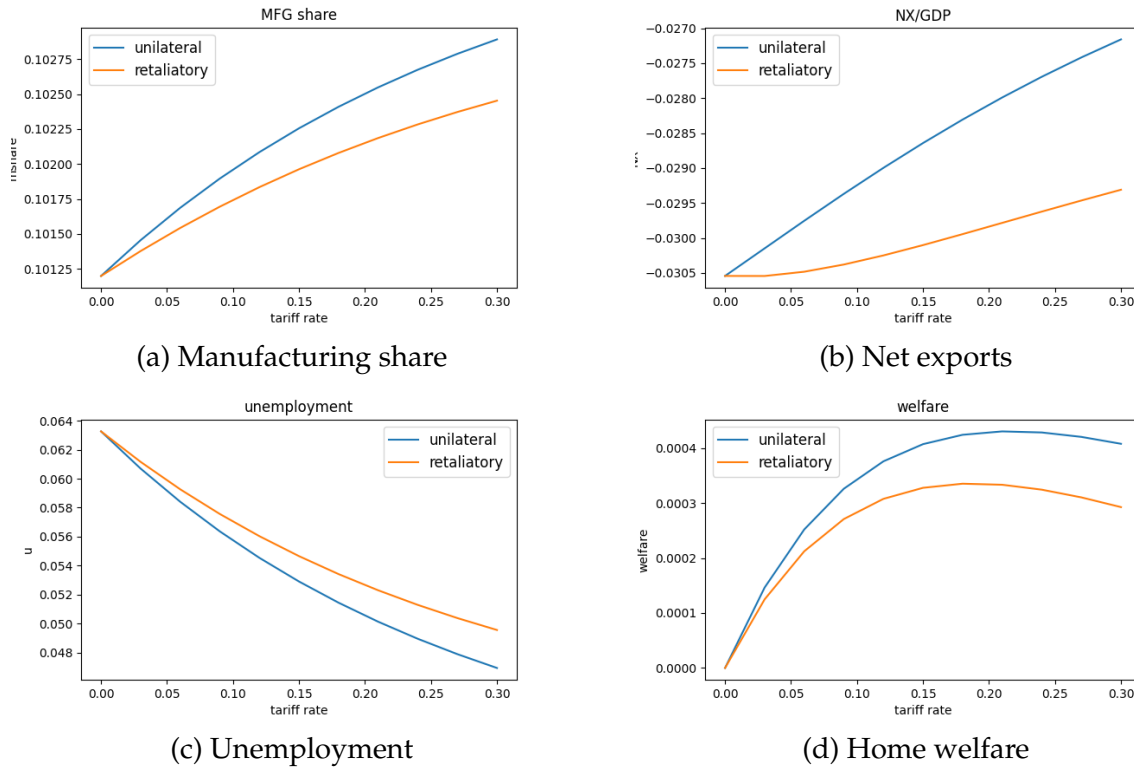 MFG share
unilateral
retaliatory
0.10275
0.10250
0.10225
0.10200
0.10175
0.10150
0.10125
0.00 0.05 0.10 0.15 0.20 0.25 0.30
tariff rate
(a) Manufacturing share
NX/GDP
unilateral
retaliatory
−0.0270
−0.0275
−0.0280
−0.0285
−0.0290
−0.0295
−0.0300
−0.0305
0.00 0.05 0.10 0.15 0.20 0.25 0.30
tariff rate
(b) Net exports
unemployment
unilateral
retaliatory
u
0.064
0.062
0.060
0.058
0.056
0.054
0.052
0.050
0.048
0.00 0.05 0.10 0.15 0.20 0.25 0.30
tariff rate
(c) Unemployment
welfare
unilateral
retaliatory
welfare
0.0004
0.0003
0.0002
0.0001
0.0000
0.00 0.05 0.10 0.15 0.20 0.25 0.30
tariff rate
(d) Home welfare